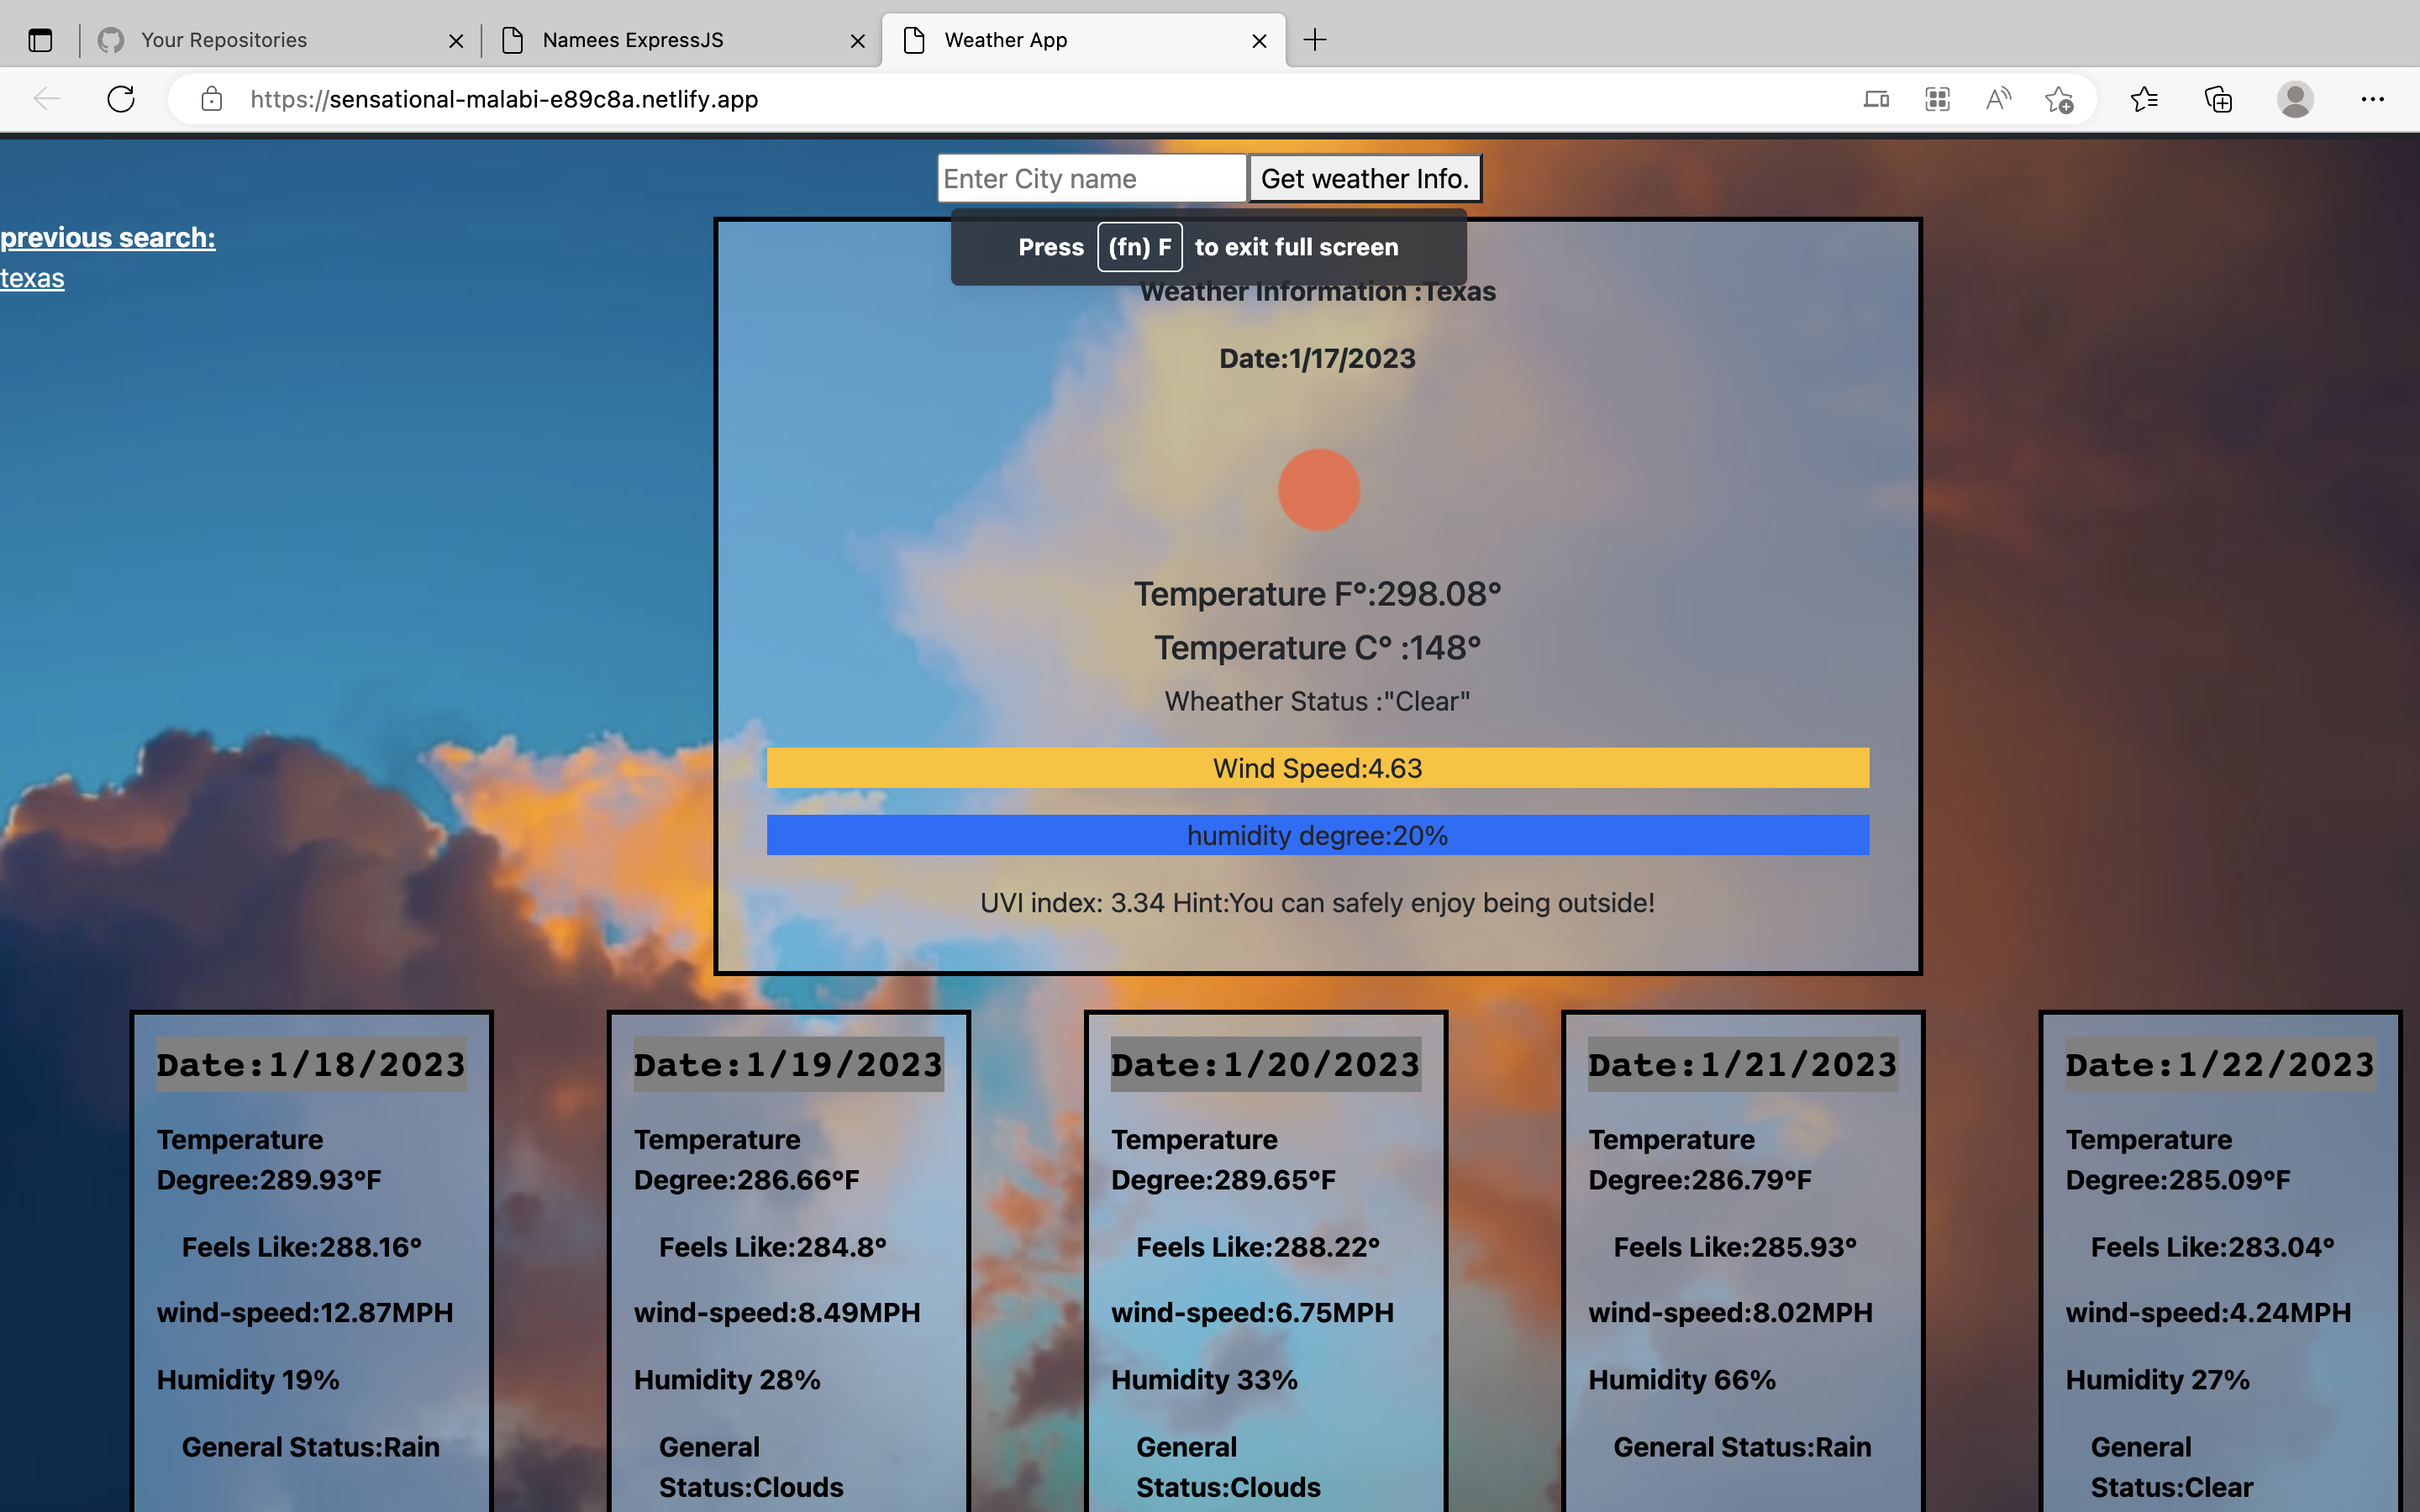 Your Repositories
Namees ExpressJS
Weather App
https://sensational-malabi-e89c8a.netlify.app
Enter City name
Get weather Info.
previous search:
texas
Press (fn) F to exit full screen
Weather Information :Texas
Date:1/17/2023
Temperature F°:298.08°
Temperature C° :148°
Wheather Status :"Clear"
Wind Speed:4.63
humidity degree:20%
UVI index: 3.34 Hint:You can safely enjoy being outside!
Date:1/18/2023
Temperature
Degree:289.93°F
Feels Like:288.16°
wind-speed:12.87MPH
Humidity 19%
General Status:Rain
Date:1/19/2023
Temperature
Degree:286.66°F
Feels Like:284.8°
wind-speed:8.49MPH
Humidity 28%
General
Status:Clouds
Date:1/20/2023
Temperature
Degree:289.65°F
Feels Like:288.22°
wind-speed:6.75MPH
Humidity 33%
General
Status:Clouds
Date:1/21/2023
Temperature
Degree:286.79°F
Feels Like:285.93°
wind-speed:8.02MPH
Humidity 66%
General Status:Rain
Date:1/22/2023
Temperature
Degree:285.09°F
Feels Like:283.04°
wind-speed:4.24MPH
Humidity 27%
General
Status:Clear